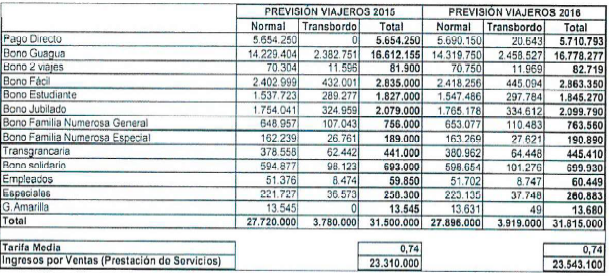 PREVISIÓN VIAJEROS 2015 PREVISIÓN VIAJEROS 2016
Normal Transbordo Total Normal Transbordo Total
Pago Directo 5.654.250 0 5.654.250 5.690.150 20.643 5.710.793
Bono Guagua 14.229.404 2.382.751 16.612.155 14.319.750 2.458.527 16.778.277
Bono 2 viajes 70.304 11.596 81.900 70.750 11.969 82.719
Bono Fácil 2.402.999 432.001 2.835.000 2.418.256 445.094 2.863.350
Bono Estudiante 1.537.723 289.277 1.827.000 1.547.486 297.784 1.845.270
Bono Jubilado 1.754.041 324.959 2.079.000 1.765.178 334.612 2.099.790
Bono Familia Numerosa General 648.957 107.043 756.000 653.077 110.483 763.560
Bono Familia Numerosa Especial 162.239 26.761 189.000 163.269 27.621 190.890
Transgrancaria 378.558 62.442 441.000 380.962 64.448 445.410
Bono solidario 594.877 98.123 693.000 598.654 101.276 699.930
Empleados 51.376 8.474 59.850 51.702 8.747 60.449
Especiales 221.727 36.573 258.300 223.135 37.748 260.883
G. Amarilla 13.545 0 13.545 13.631 49 13.680
Total 27.720.000 3.780.000 31.500.000 27.896.000 3.919.000 31.815.000
Tarifa Media 0,74 0,74
Ingresos por Ventas (Prestación de Servicios) 23.310.000 23.543.100